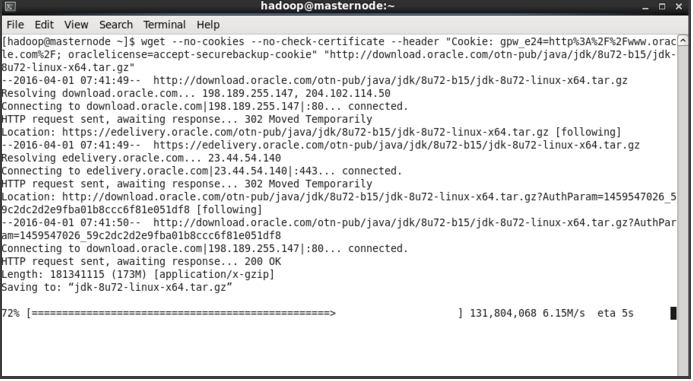 hadoop@masternode:~
File Edit View Search Terminal Help
[hadoop@masternode ~]$ wget --no-cookies --no-check-certificate --header "Cookie: gpw_e24=http%3A%2F%2Fwww.orac
le.com%2F; oraclelicense=accept-securebackup-cookie" "http://download.oracle.com/otn-pub/java/jdk/8u72-b15/jdk-
8u72-linux-x64.tar.gz"
--2016-04-01 07:41:49-- http://download.oracle.com/otn-pub/java/jdk/8u72-b15/jdk-8u72-linux-x64.tar.gz
Resolving download.oracle.com... 198.189.255.147, 204.102.114.50
Connecting to download.oracle.com|198.189.255.147|:80... connected.
HTTP request sent, awaiting response... 302 Moved Temporarily
Location: https://edelivery.oracle.com/otn-pub/java/jdk/8u72-b15/jdk-8u72-linux-x64.tar.gz [following]
--2016-04-01 07:41:49-- https://edelivery.oracle.com/otn-pub/java/jdk/8u72-b15/jdk-8u72-linux-x64.tar.gz
Resolving edelivery.oracle.com... 23.44.54.140
Connecting to edelivery.oracle.com|23.44.54.140|:443... connected.
HTTP request sent, awaiting response... 302 Moved Temporarily
Location: http://download.oracle.com/otn-pub/java/jdk/8u72-b15/jdk-8u72-linux-x64.tar.gz?AuthParam=1459547026_5
9c2dc2d2e9fba01b8ccc6f81e051df8 [following]
--2016-04-01 07:41:50-- http://download.oracle.com/otn-pub/java/jdk/8u72-b15/jdk-8u72-linux-x64.tar.gz?AuthPar
am=1459547026_59c2dc2d2e9fba01b8ccc6f81e051df8
Connecting to download.oracle.com|198.189.255.147|:80... connected.
HTTP request sent, awaiting response... 200 OK
Length: 181341115 (173M) [application/x-gzip]
Saving to: “jdk-8u72-linux-x64.tar.gz”
72% [=================================================> ] 131,804,068 6.15M/s eta 5s